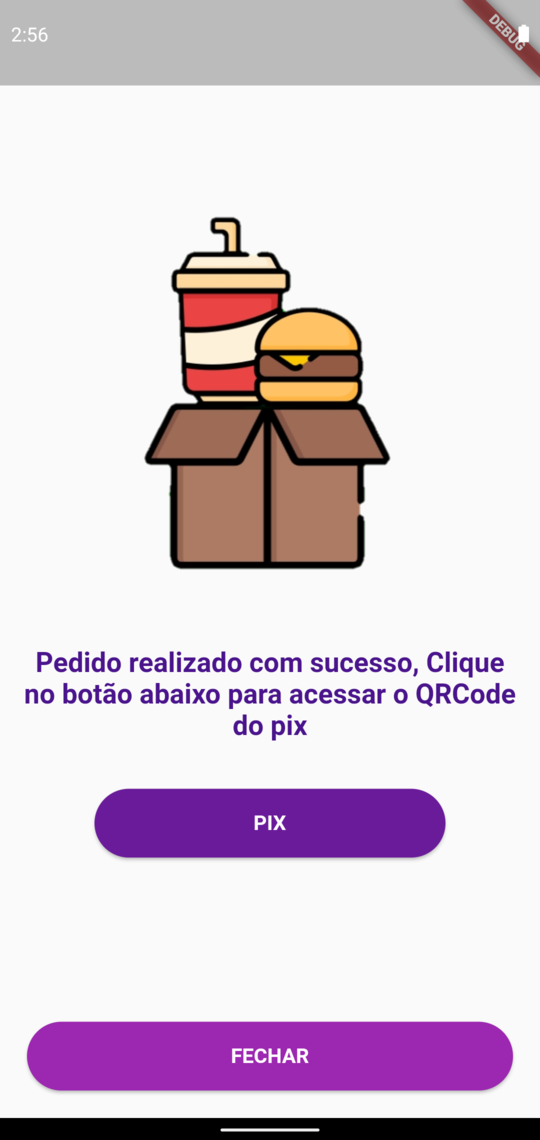 2:56
DEBUG
Pedido realizado com sucesso, Clique
no botão abaixo para acessar o QRCode
do pix
PIX
FECHAR